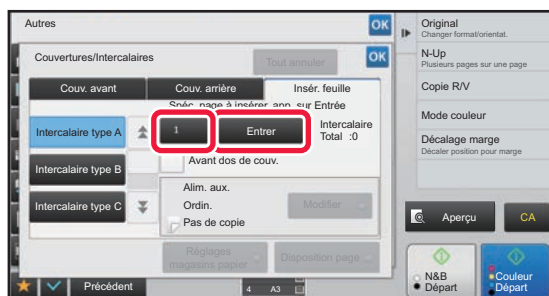 Autres
OK
Couvertures/Intercalaires
Tout annuler
OK
Couv. avant
Couv. arrière
Insér. feuille
Spéc. page à insérer, app. sur Entrée
Intercalaire type A
1
Entrer
Intercalaire
Total :0
Avant dos de couv.
Intercalaire type B
Alim. aux.
Ordin.
Pas de copie
Modifier
Intercalaire type C
Réglages
magasins papier
Disposition page
Précédent
4
A3
Original
Changer format/orientat.
N-Up
Plusieurs pages sur une page
Copie R/V
Mode couleur
Décalage marge
Décaler position pour marge
Aperçu
CA
N&B
Départ
Couleur
Départ